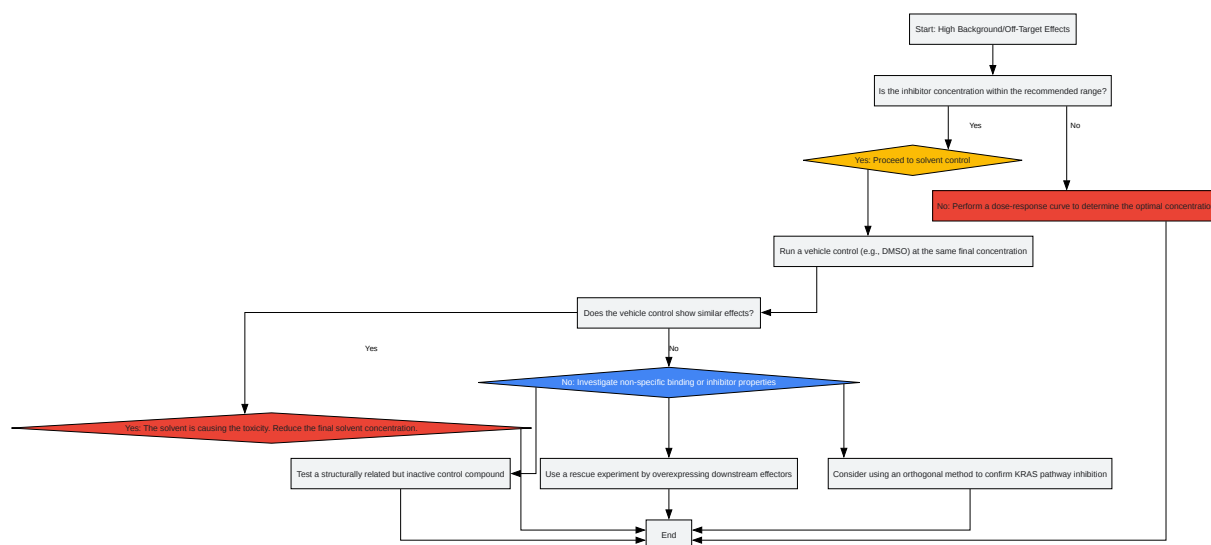 Start: High Background/Off-Target Effects
Is the inhibitor concentration within the recommended range?
Yes
No
Yes: Proceed to solvent control
No: Perform a dose-response curve to determine the optimal concentratio
Run a vehicle control (e.g., DMSO) at the same final concentration
Does the vehicle control show similar effects?
Yes
No
No: Investigate non-specific binding or inhibitor properties
Yes: The solvent is causing the toxicity. Reduce the final solvent concentration.
Test a structurally related but inactive control compound
Use a rescue experiment by overexpressing downstream effectors
Consider using an orthogonal method to confirm KRAS pathway inhibition
End